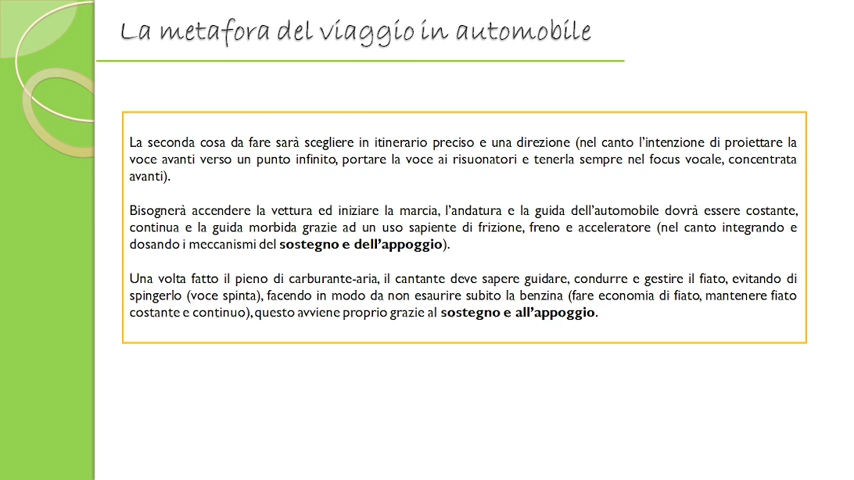 La metafora del viaggio in automobile
La seconda cosa da fare sarà scegliere in itinerario preciso e una direzione (nel canto l'intenzione di proiettare la
voce avanti verso un punto infinito, portare la voce ai risuonatori e tenerla sempre nel focus vocale, concentrata
avanti).
Bisognerà accendere la vettura ed iniziare la marcia, l'andatura e la guida dell'automobile dovrà essere costante,
continua e la guida morbida grazie ad un uso sapiente di frizione, freno e acceleratore (nel canto integrando e
dosando i meccanismi del sostegno e dell'appoggio).
Una volta fatto il pieno di carburante-aria, il cantante deve sapere guidare, condurre e gestire il fiato, evitando di
spingerlo (voce spinta), facendo in modo da non esaurire subito la benzina (fare economia di fiato, mantenere fiato
costante e continuo), questo avviene proprio grazie al sostegno e all'appoggio.